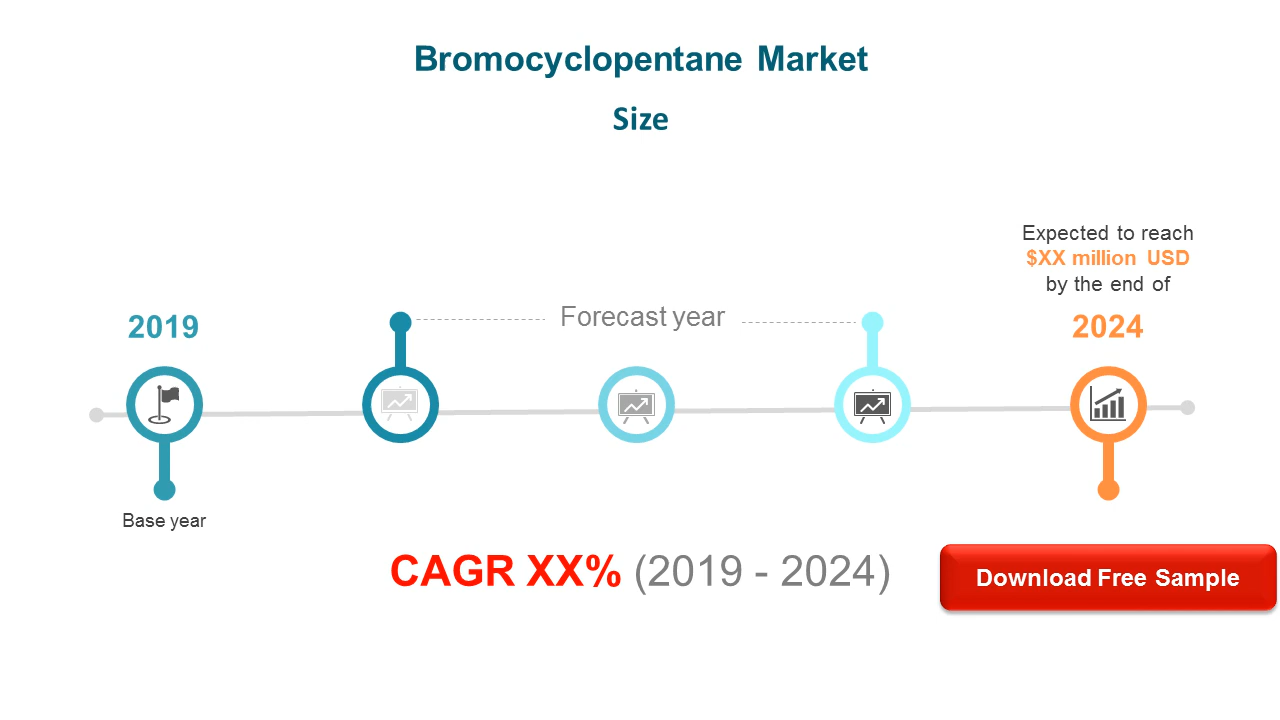 Bromocyclopentane Market
Size
Expected to reach
$XX million USD
by the end of
2024
2019
Forecast year
Base year
CAGR XX% (2019 - 2024)
Download Free Sample